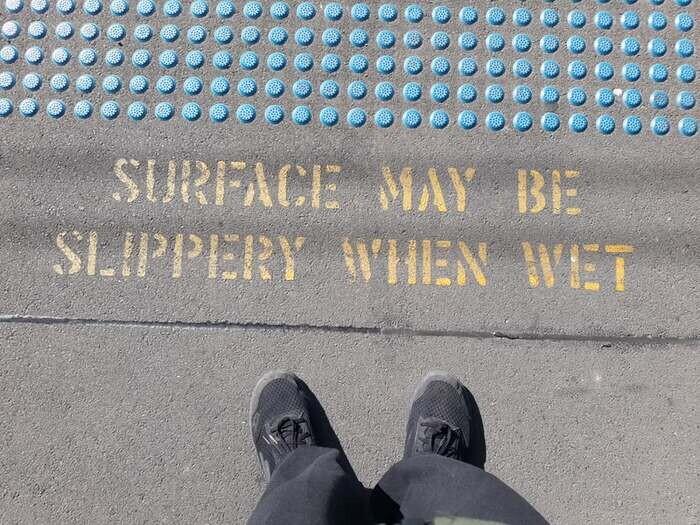 SURFACE MAY BE
SLIPPERY WHEN WET